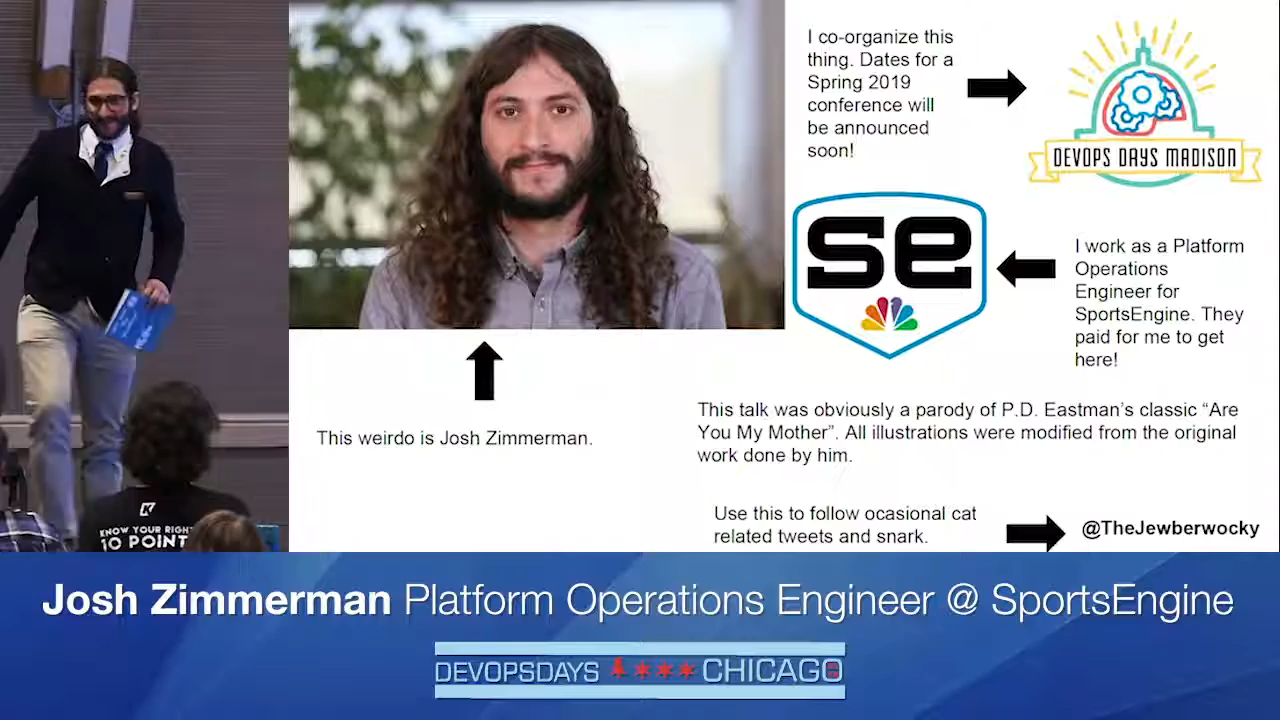 I co-organize this
thing. Dates for a
Spring 2019
conference will
be announced
soon!
DEVOPS DAYS MADISON
se
I work as a Platform
Operations
Engineer for
SportsEngine. They
paid for me to get
here!
This weirdo is Josh Zimmerman.
This talk was obviously a parody of P.D. Eastman's classic “Are
You My Mother”. All illustrations were modified from the original
work done by him.
Use this to follow ocasional cat
related tweets and snark.
@TheJewberwocky
KNOW YOUR RIGH
10 POINT
Josh Zimmerman Platform Operations Engineer @ SportsEngine
DEVOPSDAYS CHICAGO